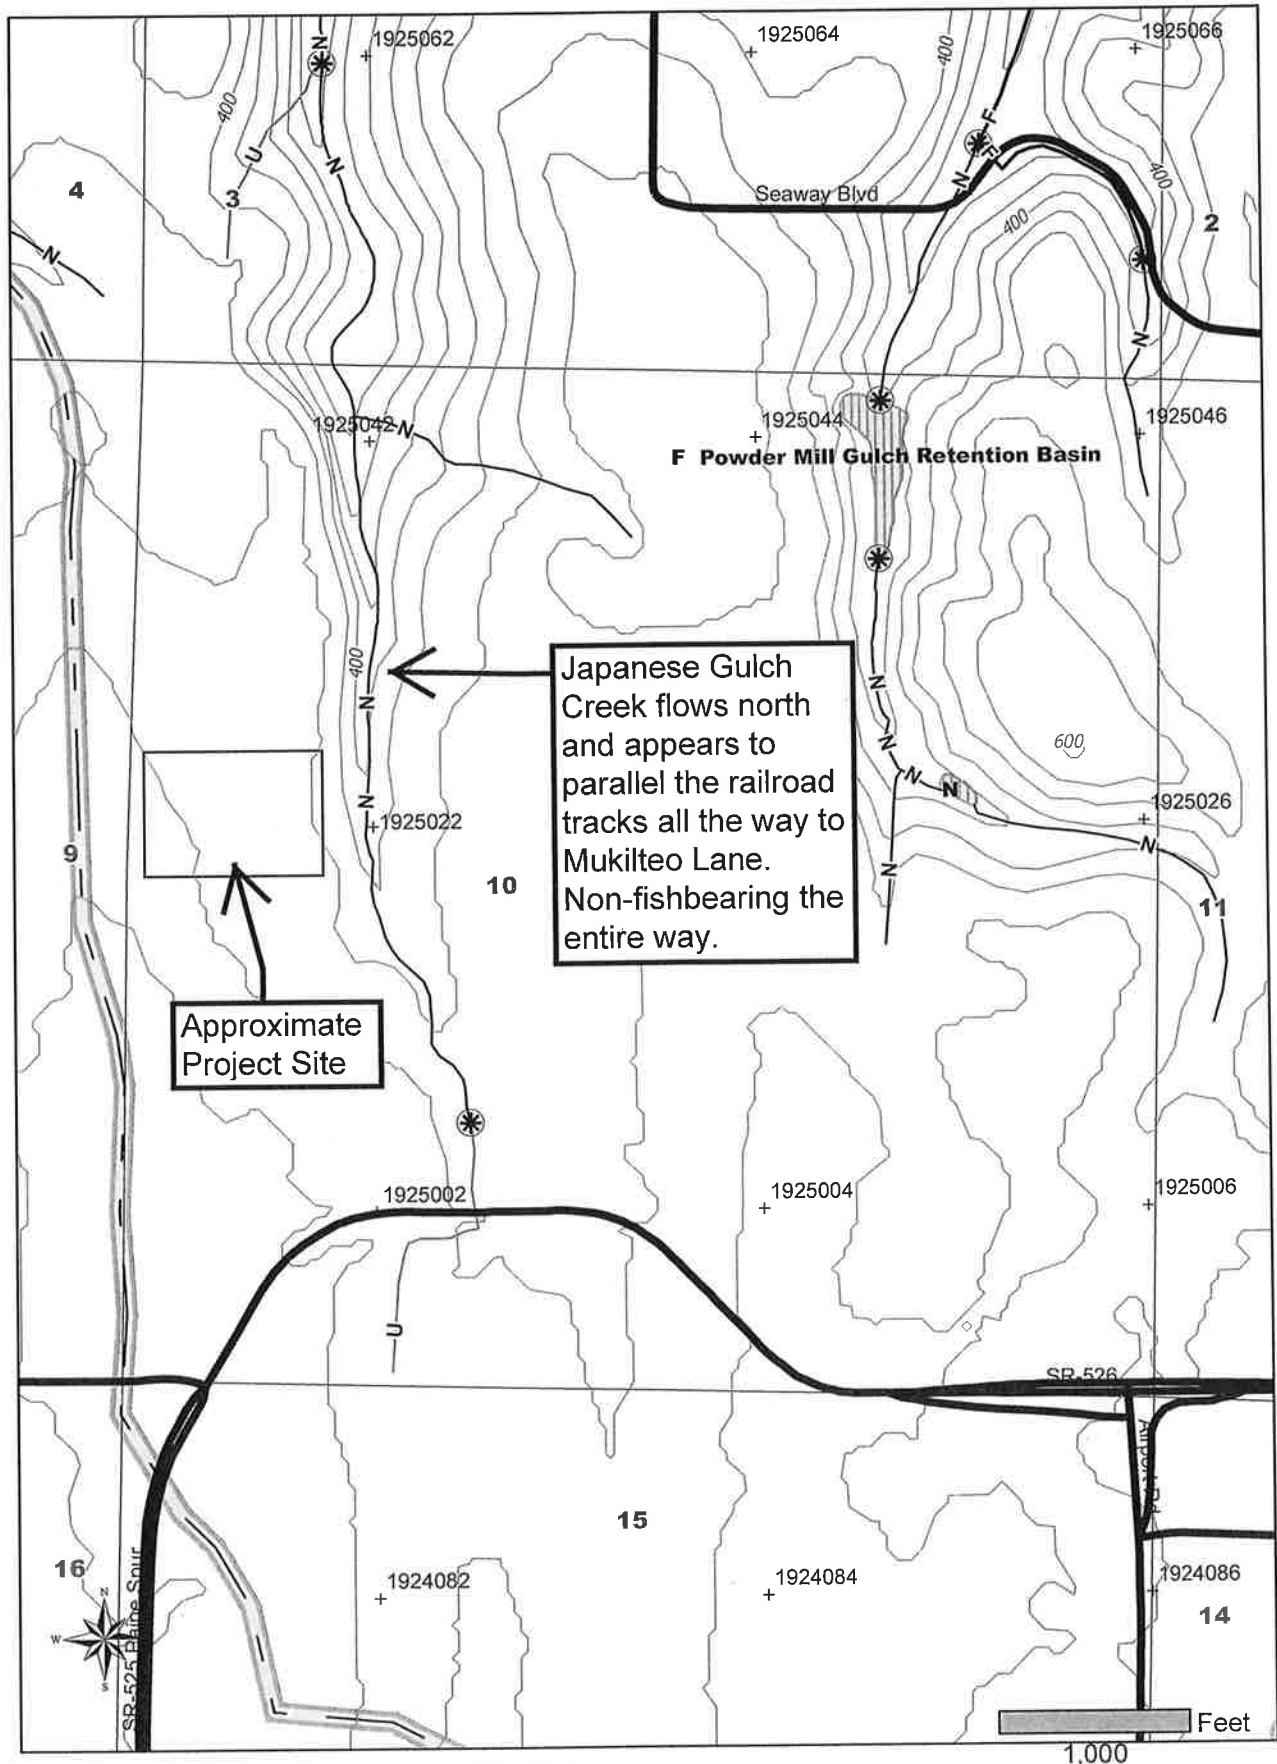 1925062
1925064
1925066
400
400
400
400
N
N
U
F
F
N
4
3
2
Seaway Blvd
N
N
1925042
N
1925044
1925046
F Powder Mill Gulch Retention Basin
Japanese Gulch
Creek flows north
and appears to
parallel the railroad
tracks all the way to
Mukilteo Lane.
Non-fishbearing the
entire way.
400
N
N
N
N
N
N
600
1925022
1925026
N
N
9
10
11
Approximate
Project Site
1925002
1925004
1925006
U
SR-526
Airport Rd
15
16
14
1924082
1924084
1924086
N
W
S
SR-525 Paine Spur
Feet
1,000